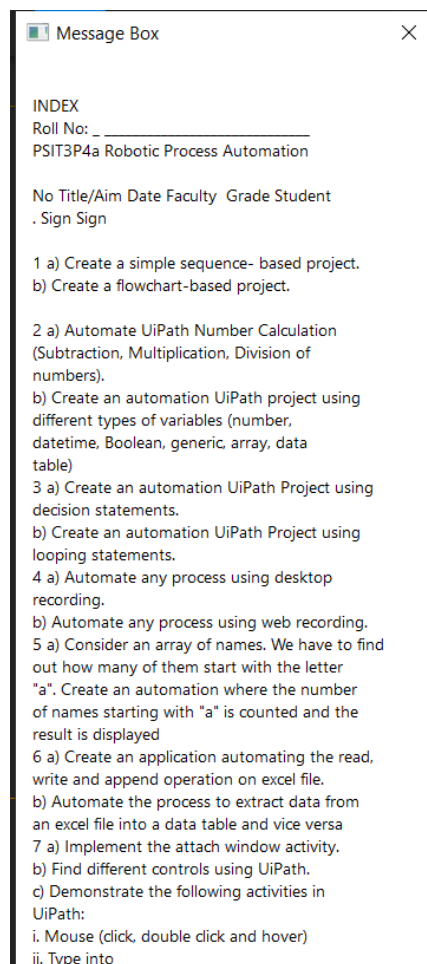 Message Box
INDEX
Roll No: _ ____________________________
PSIT3P4a Robotic Process Automation
No Title/Aim Date Faculty  Grade Student
. Sign Sign
1 a) Create a simple sequence- based project.
b) Create a flowchart-based project.
2 a) Automate UiPath Number Calculation
(Subtraction, Multiplication, Division of
numbers).
b) Create an automation UiPath project using
different types of variables (number,
datetime, Boolean, generic, array, data
table)
3 a) Create an automation UiPath Project using
decision statements.
b) Create an automation UiPath Project using
looping statements.
4 a) Automate any process using desktop
recording.
b) Automate any process using web recording.
5 a) Consider an array of names. We have to find
out how many of them start with the letter
"a". Create an automation where the number
of names starting with "a" is counted and the
result is displayed
6 a) Create an application automating the read,
write and append operation on excel file.
b) Automate the process to extract data from
an excel file into a data table and vice versa
7 a) Implement the attach window activity.
b) Find different controls using UiPath.
c) Demonstrate the following activities in
UiPath:
i. Mouse (click, double click and hover)
ii. Type into